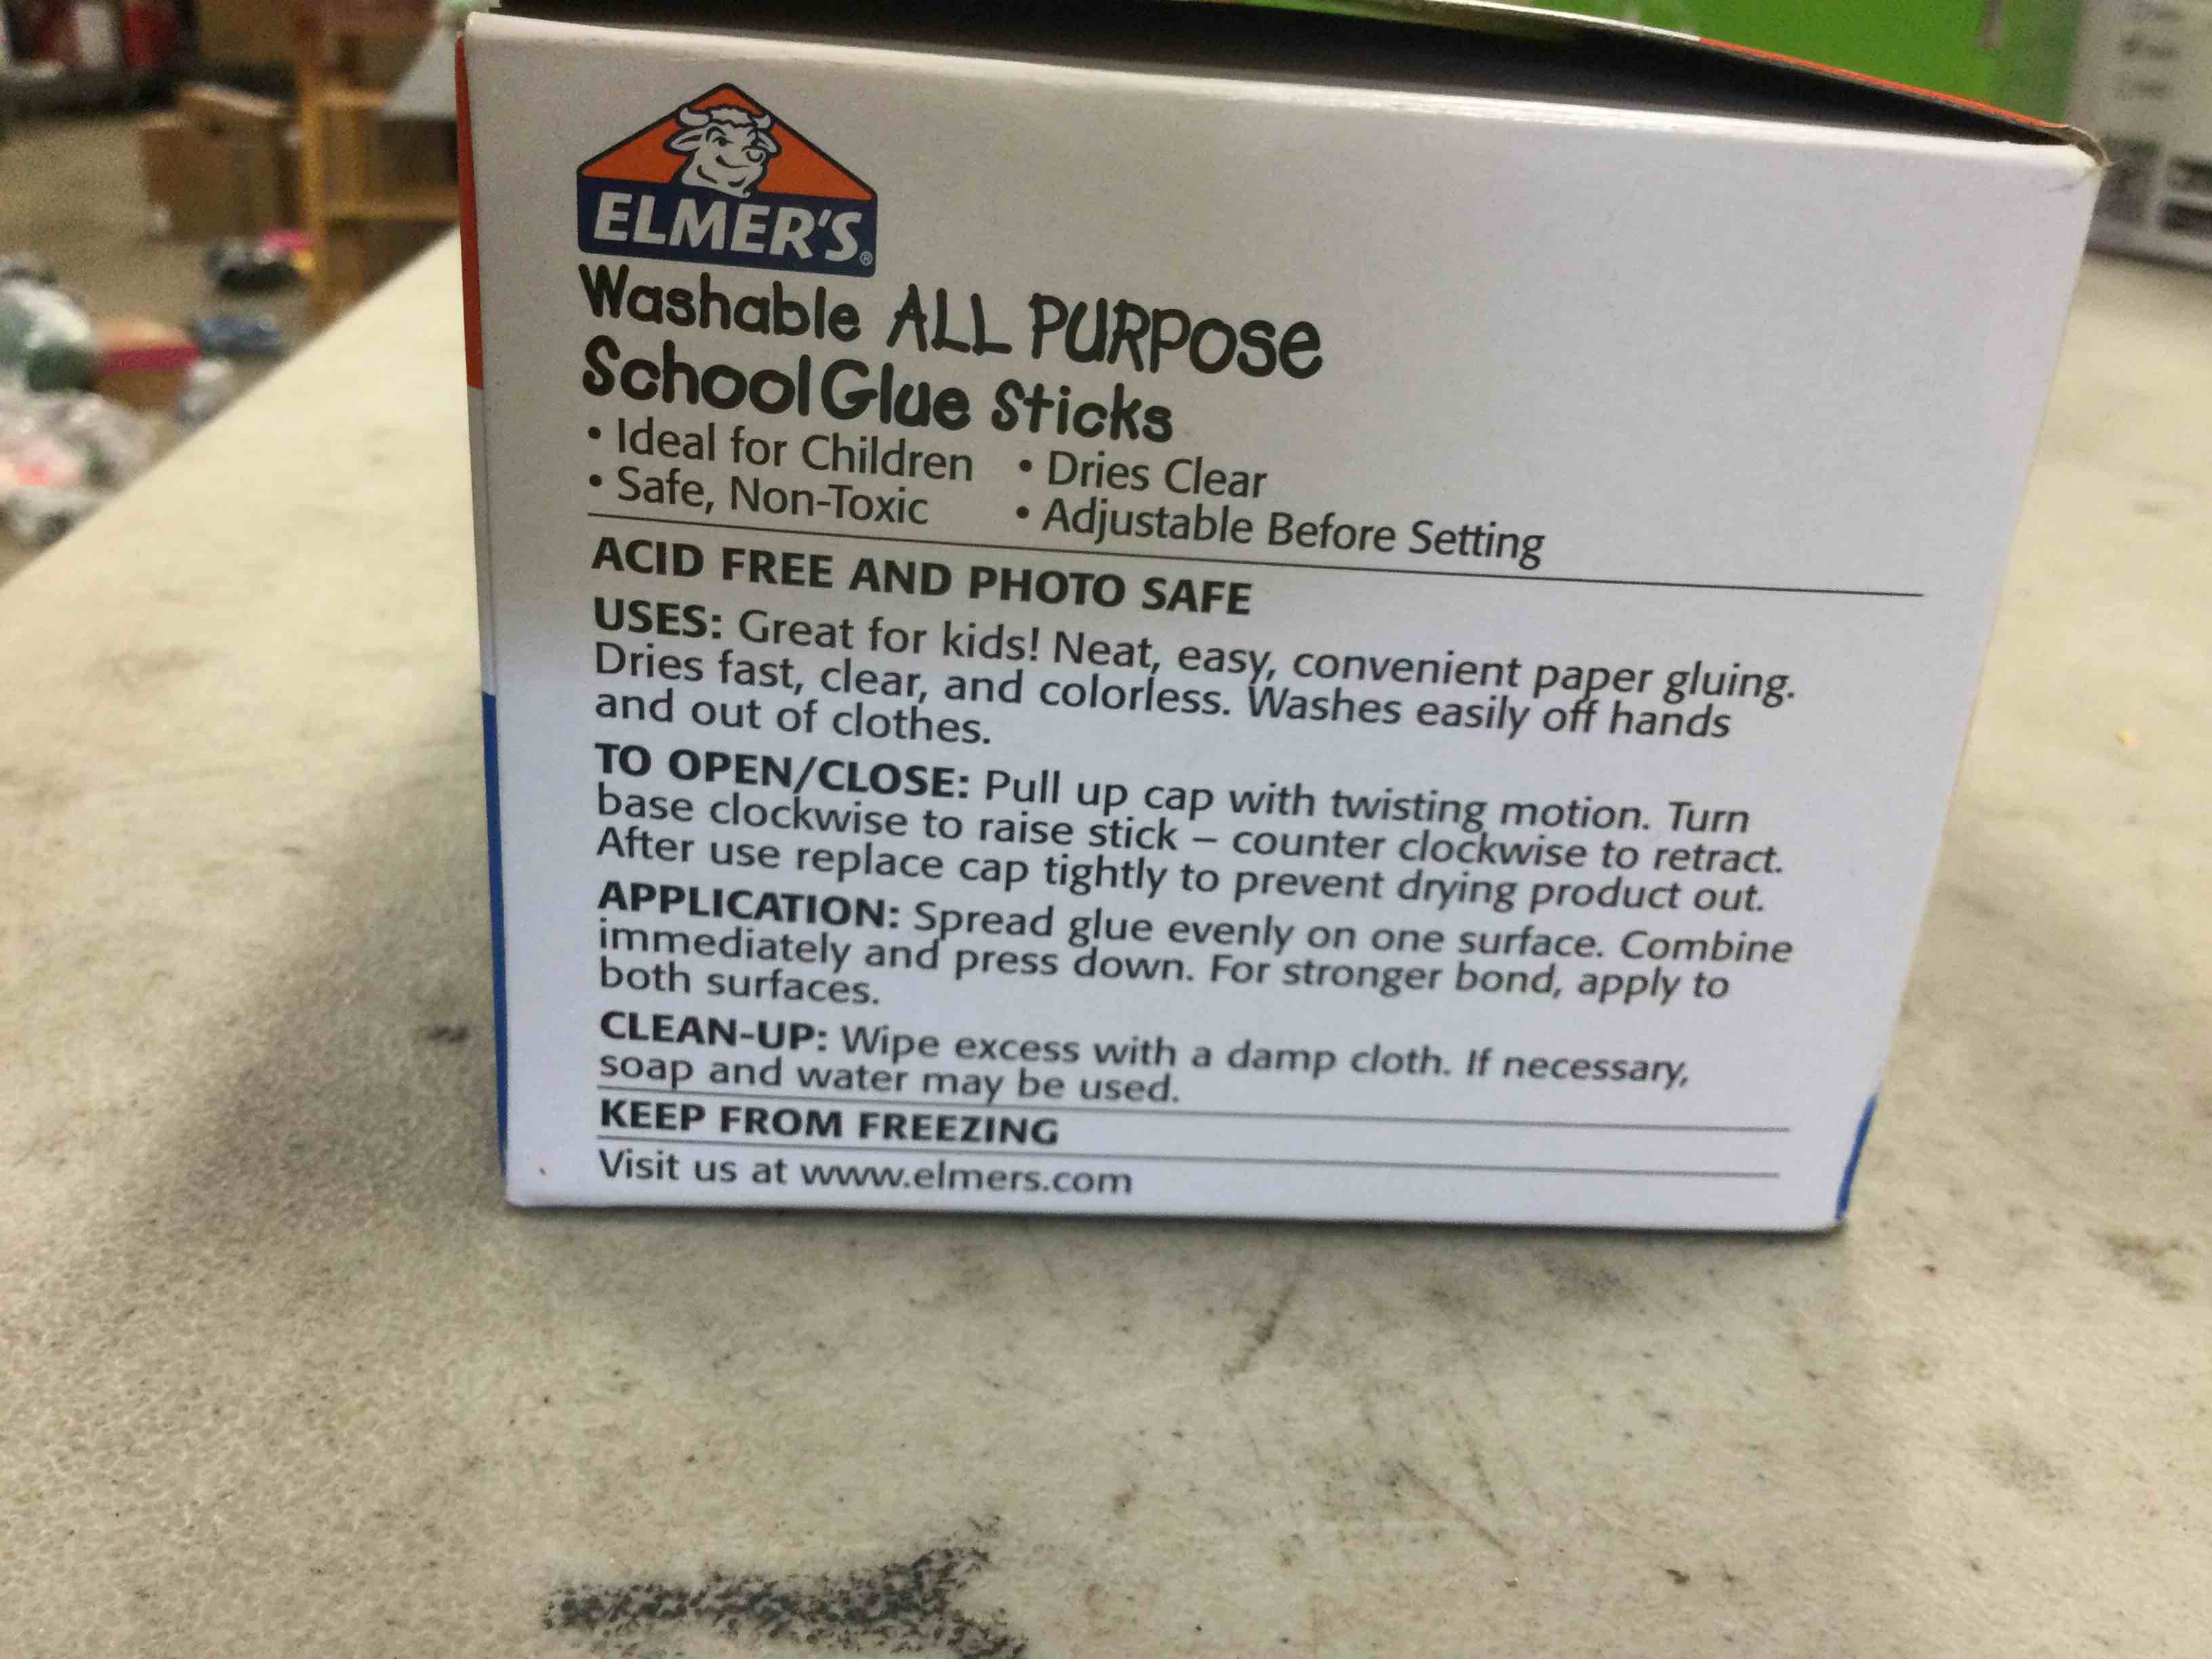 ELMER'S®
Washable ALL PURPOSE
School Glue Sticks
• Ideal for Children • Dries Clear
• Safe, Non-Toxic • Adjustable Before Setting
ACID FREE AND PHOTO SAFE
USES: Great for kids! Neat, easy, convenient paper gluing.
Dries fast, clear, and colorless. Washes easily off hands
and out of clothes.
TO OPEN/CLOSE: Pull up cap with twisting motion. Turn
base clockwise to raise stick – counter clockwise to retract.
After use replace cap tightly to prevent drying product out.
APPLICATION: Spread glue evenly on one surface. Combine
immediately and press down. For stronger bond, apply to
both surfaces.
CLEAN-UP: Wipe excess with a damp cloth. If necessary,
soap and water may be used.
KEEP FROM FREEZING
Visit us at www.elmers.com